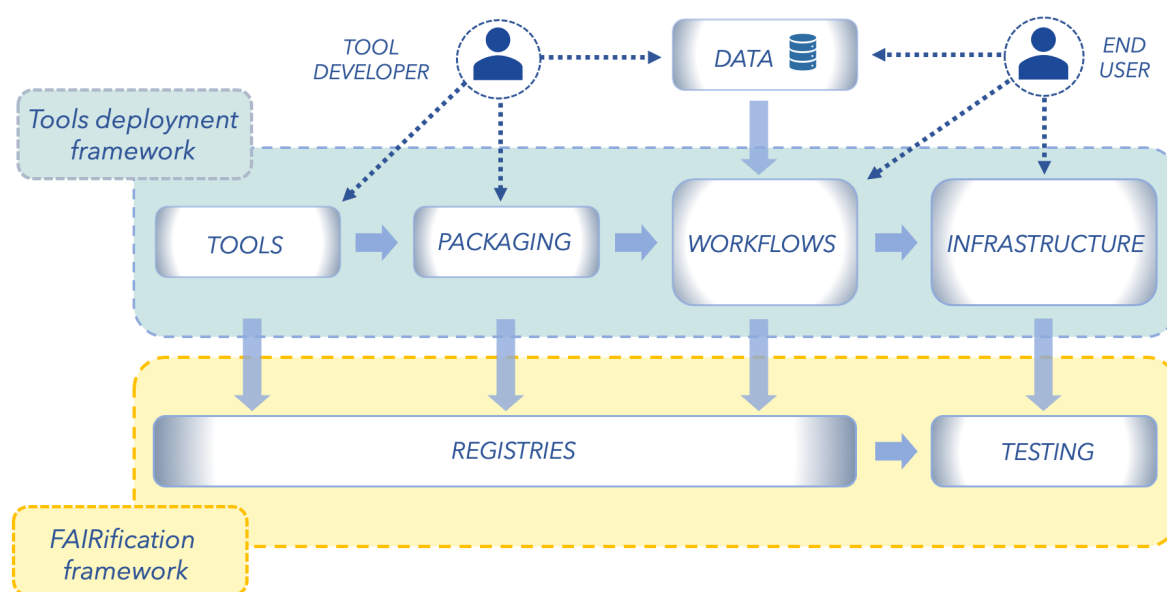 TOOL
DEVELOPER
DATA
END
USER
Tools deployment
framework
TOOLS
PACKAGING
WORKFLOWS
INFRASTRUCTURE
REGISTRIES
TESTING
FAIRification
framework